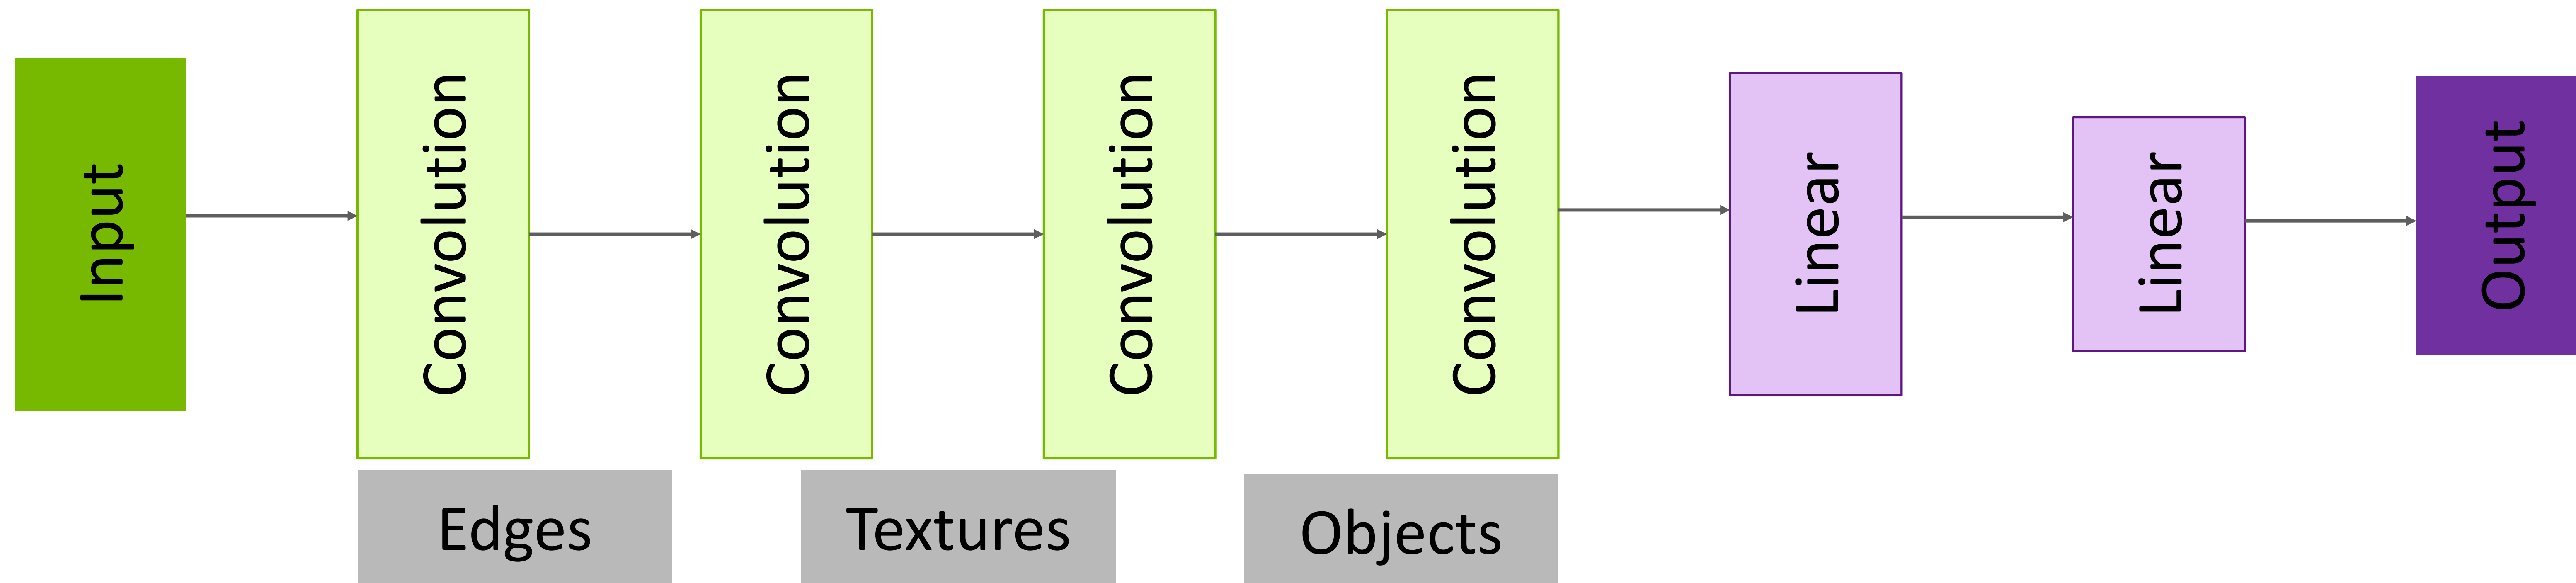 Input
Convolution
Convolution
Convolution
Convolution
Linear
Linear
Output
Edges
Textures
Objects